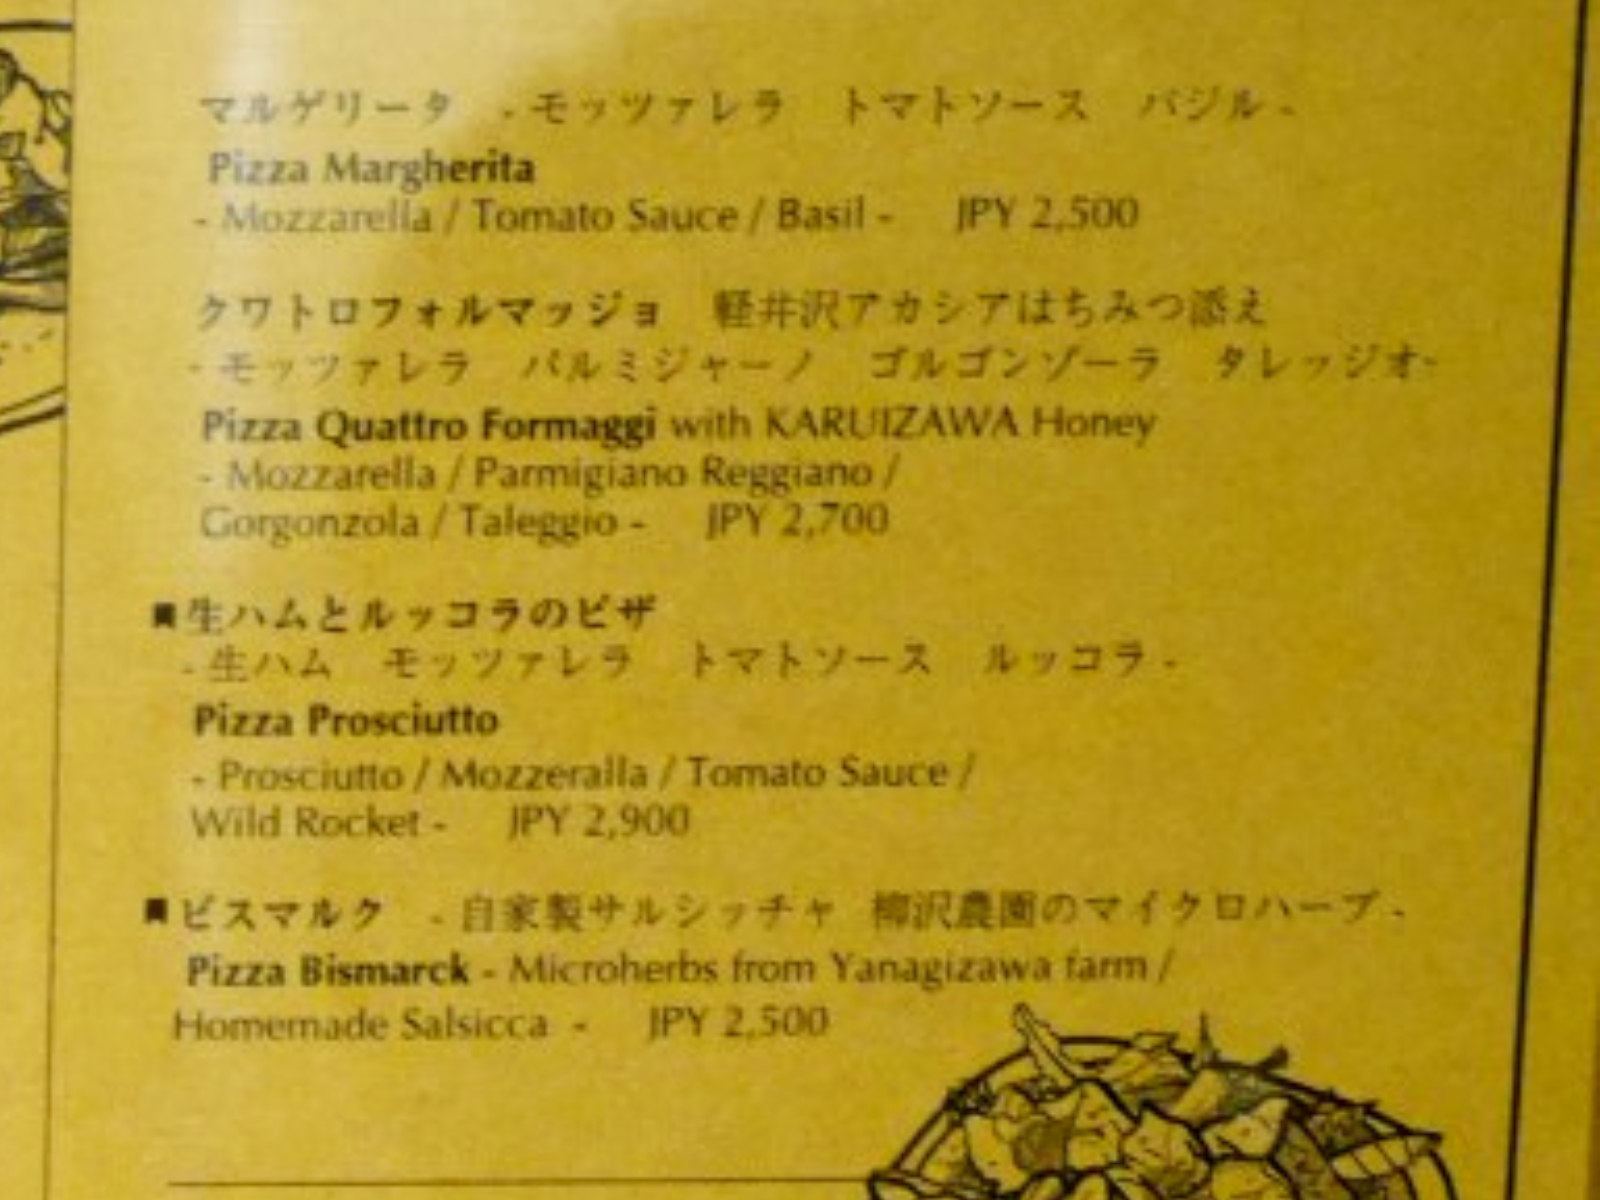 マルゲリータ - モッツァレラ トマトソース バジル -
Pizza Margherita
- Mozzarella / Tomato Sauce / Basil - JPY 2,500
クワトロフォルマッジョ 軽井沢アカシアはちみつ添え
- モッツァレラ パルミジャーノ ゴルゴンゾーラ タレッジオ-
Pizza Quattro Formaggi with KARUIZAWA Honey
- Mozzarella / Parmigiano Reggiano /
Gorgonzola / Taleggio - JPY 2,700
生ハムとルッコラのピザ
- 生ハム モッツァレラ トマトソース ルッコラ -
Pizza Prosciutto
- Prosciutto / Mozzeralla / Tomato Sauce /
Wild Rocket - JPY 2,900
ビスマルク - 自家製サルシッチャ 柳沢農園のマイクロハーブ -
Pizza Bismarck - Microherbs from Yanagizawa farm /
Homemade Salsicca - JPY 2,500